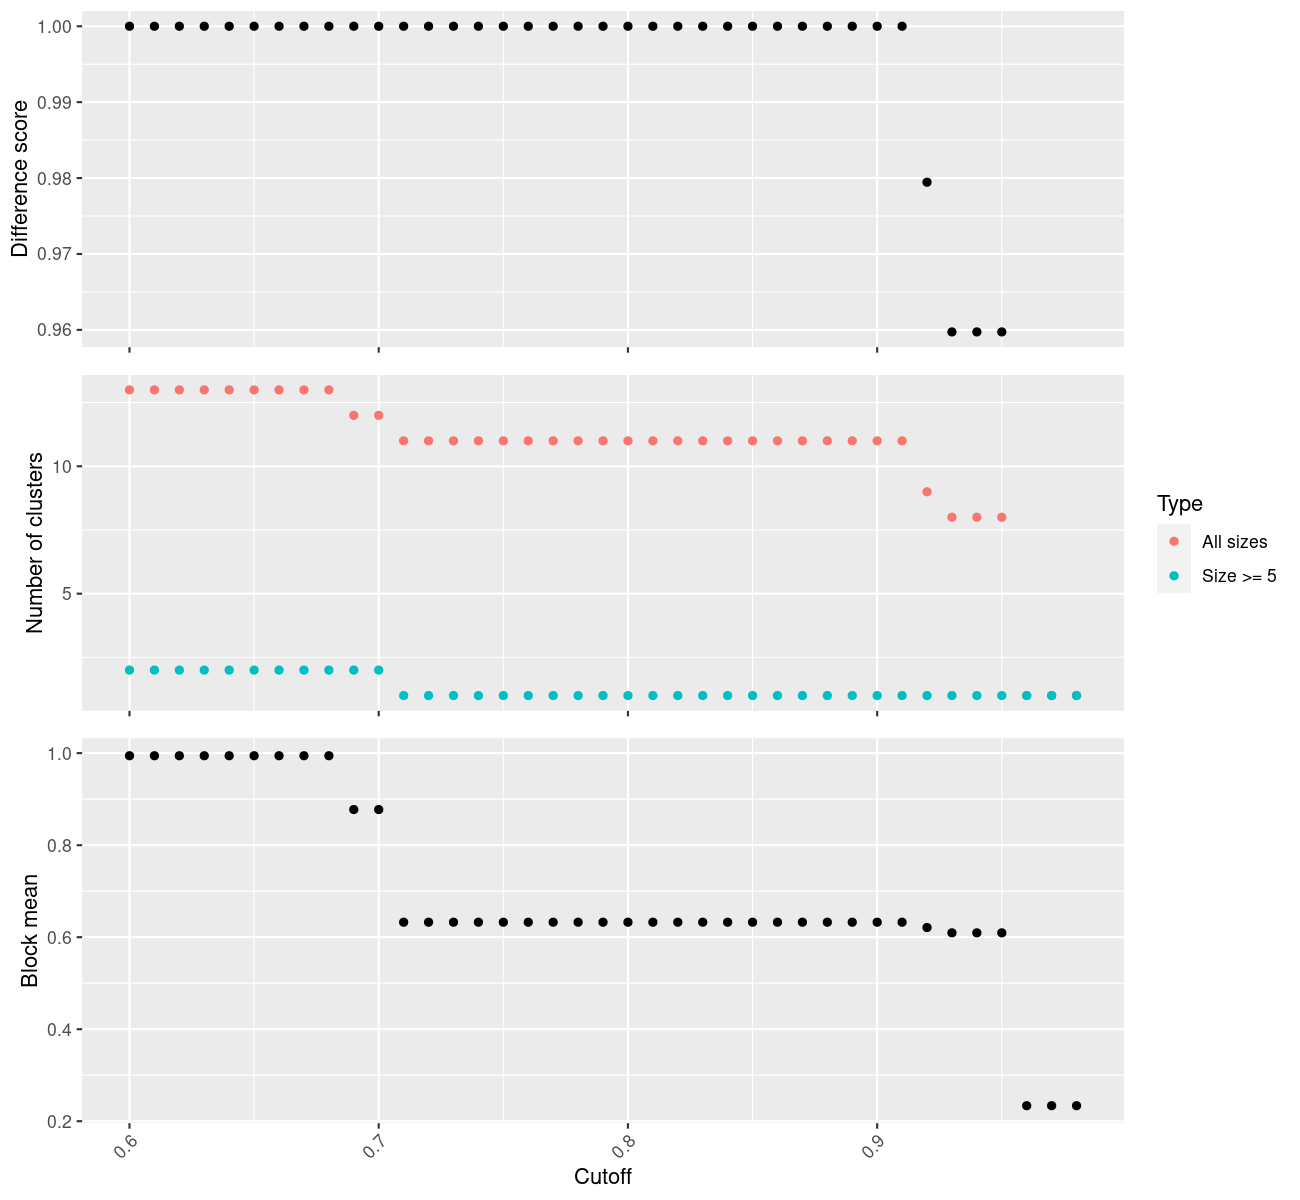 Difference score
1.00
0.99
0.98
0.97
0.96
Number of clusters
10
5
Block mean
1.0
0.8
0.6
0.4
0.2
0.6
0.7
0.8
0.9
Cutoff
Type
All sizes
Size >= 5